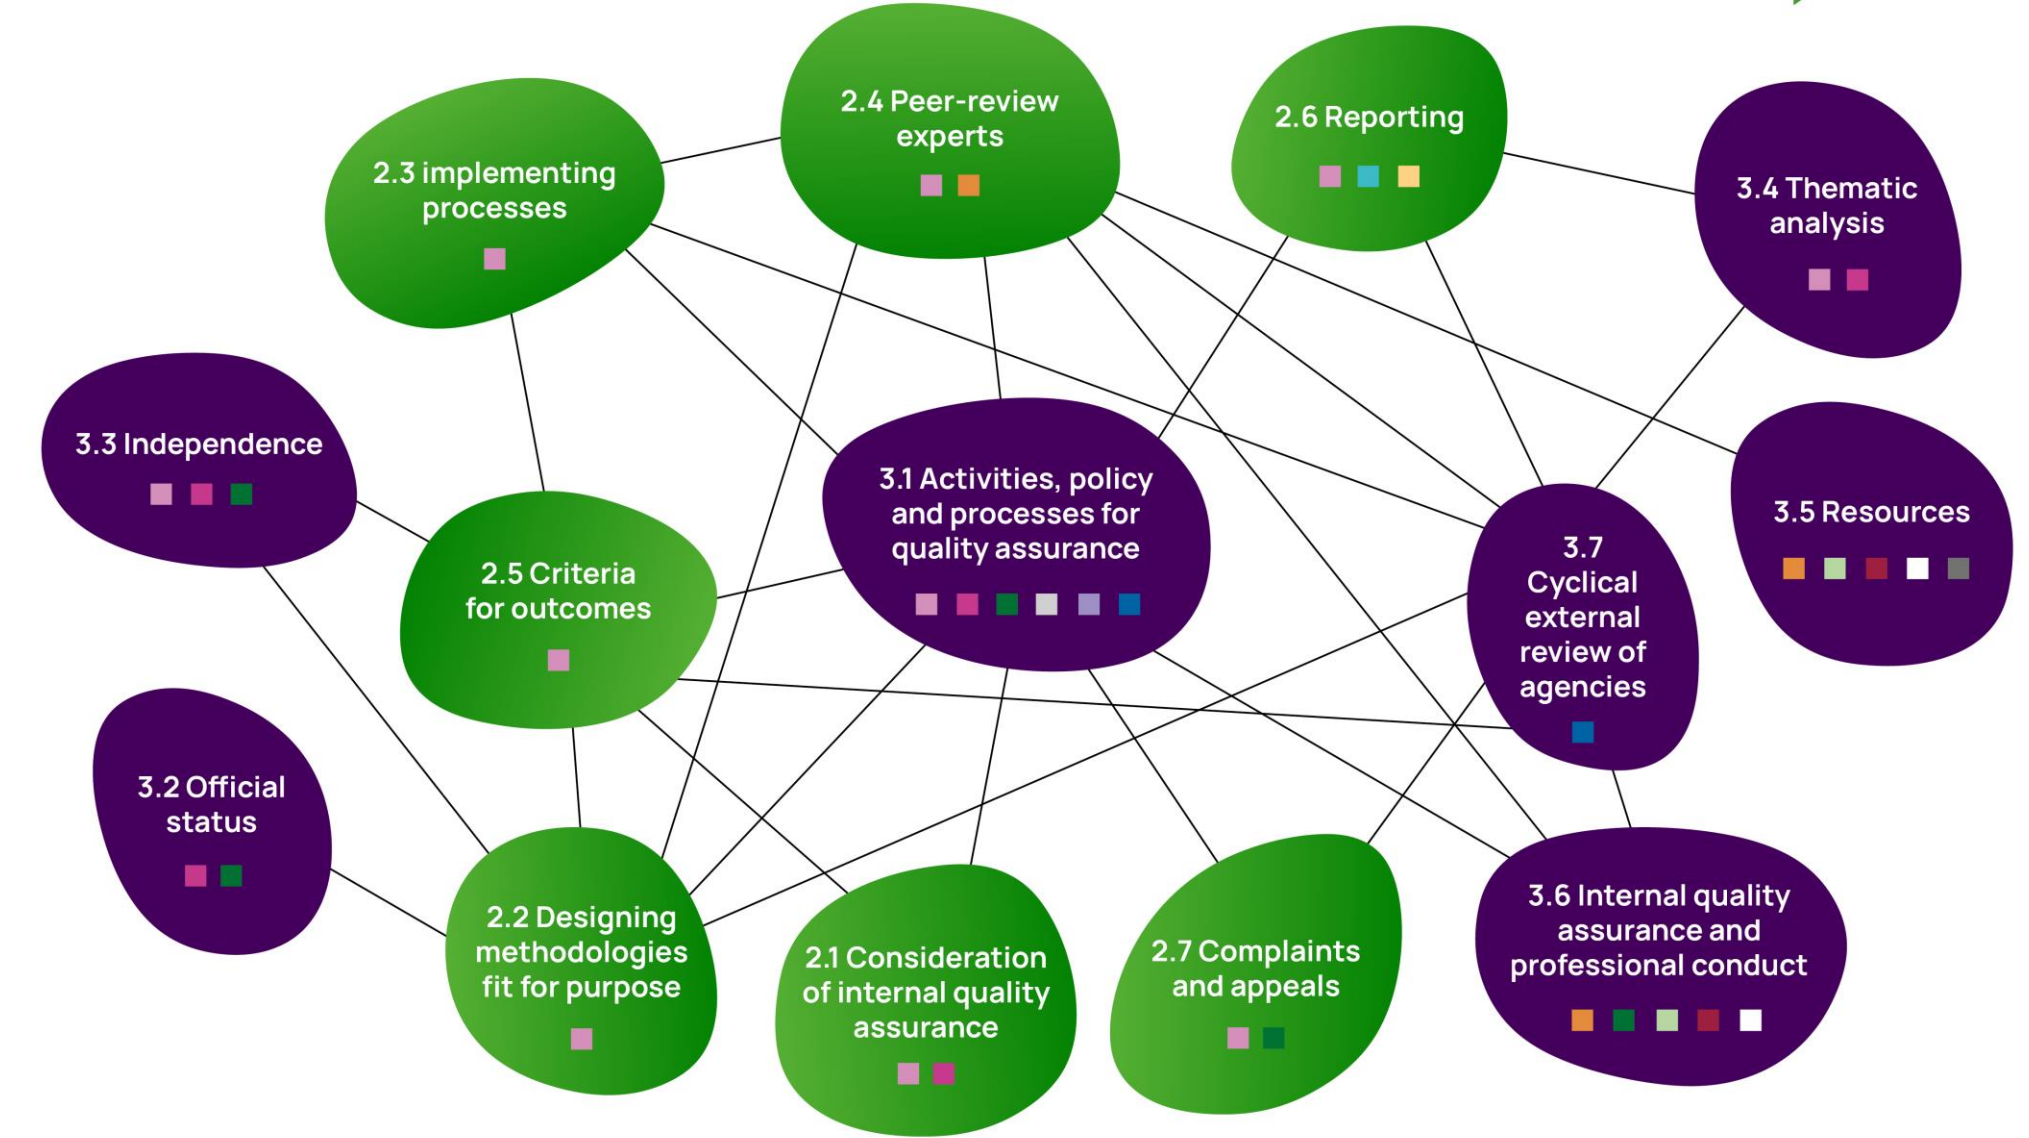 2.4 Peer-review
experts
2.6 Reporting
2.3 implementing
processes
3.4 Thematic
analysis
3.3 Independence
3.1 Activities, policy
and processes for
quality assurance
3.5 Resources
3.7
Cyclical
external
review of
agencies
2.5 Criteria
for outcomes
3.2 Official
status
2.2 Designing
methodologies
fit for purpose
2.1 Consideration
of internal quality
assurance
2.7 Complaints
and appeals
3.6 Internal quality
assurance and
professional conduct